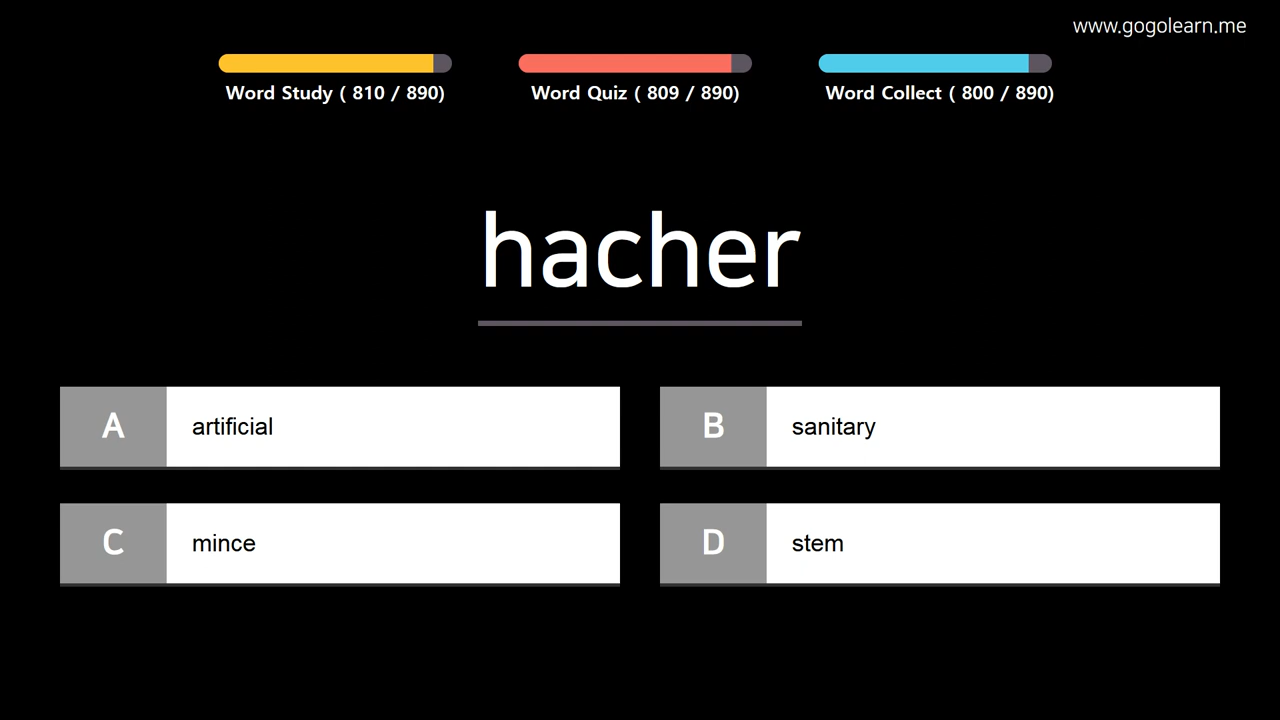 www.gogolearn.me
Word Study ( 810 / 890)
Word Quiz ( 809 / 890)
Word Collect ( 800 / 890)
hacher
A artificial
B sanitary
C mince
D stem